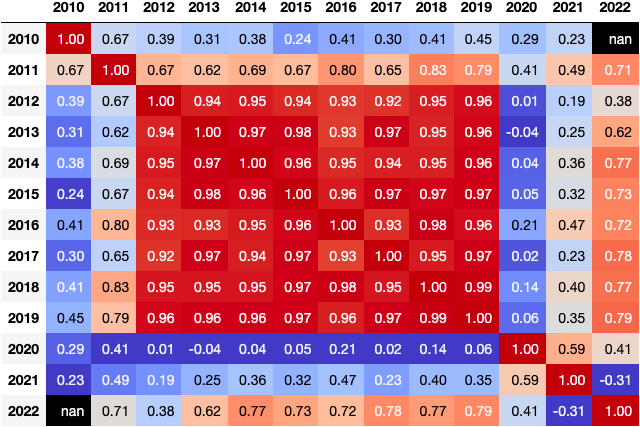 2010 2011 2012 2013 2014 2015 2016 2017 2018 2019 2020 2021 2022
2010 1.00 0.67 0.39 0.31 0.38 0.24 0.41 0.30 0.41 0.45 0.29 0.23 nan
2011 0.67 1.00 0.67 0.62 0.69 0.67 0.80 0.65 0.83 0.79 0.41 0.49 0.71
2012 0.39 0.67 1.00 0.94 0.95 0.94 0.93 0.92 0.95 0.96 0.01 0.19 0.38
2013 0.31 0.62 0.94 1.00 0.97 0.98 0.93 0.97 0.95 0.96 -0.04 0.25 0.62
2014 0.38 0.69 0.95 0.97 1.00 0.96 0.95 0.94 0.95 0.96 0.04 0.36 0.77
2015 0.24 0.67 0.94 0.98 0.96 1.00 0.96 0.97 0.97 0.97 0.05 0.32 0.73
2016 0.41 0.80 0.93 0.93 0.95 0.96 1.00 0.93 0.98 0.96 0.21 0.47 0.72
2017 0.30 0.65 0.92 0.97 0.94 0.97 0.93 1.00 0.95 0.97 0.02 0.23 0.78
2018 0.41 0.83 0.95 0.95 0.95 0.97 0.98 0.95 1.00 0.99 0.14 0.40 0.77
2019 0.45 0.79 0.96 0.96 0.96 0.97 0.96 0.97 0.99 1.00 0.06 0.35 0.79
2020 0.29 0.41 0.01 -0.04 0.04 0.05 0.21 0.02 0.14 0.06 1.00 0.59 0.41
2021 0.23 0.49 0.19 0.25 0.36 0.32 0.47 0.23 0.40 0.35 0.59 1.00 -0.31
2022 nan 0.71 0.38 0.62 0.77 0.73 0.72 0.78 0.77 0.79 0.41 -0.31 1.00